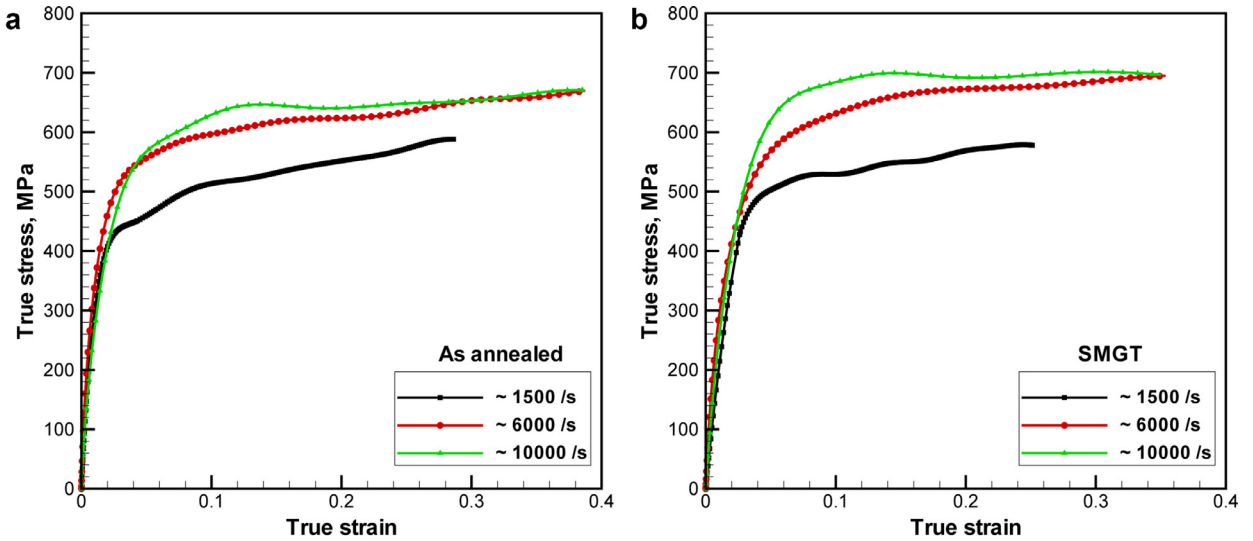 a
800
700
600
500
400
300
200
100
0
True stress, MPa
0
0.1
0.2
0.3
0.4
True strain
As annealed
~ 1500 /s
~ 6000 /s
~ 10000 /s
b
800
700
600
500
400
300
200
100
0
True stress, MPa
0
0.1
0.2
0.3
0.4
True strain
SMGT
~ 1500 /s
~ 6000 /s
~ 10000 /s